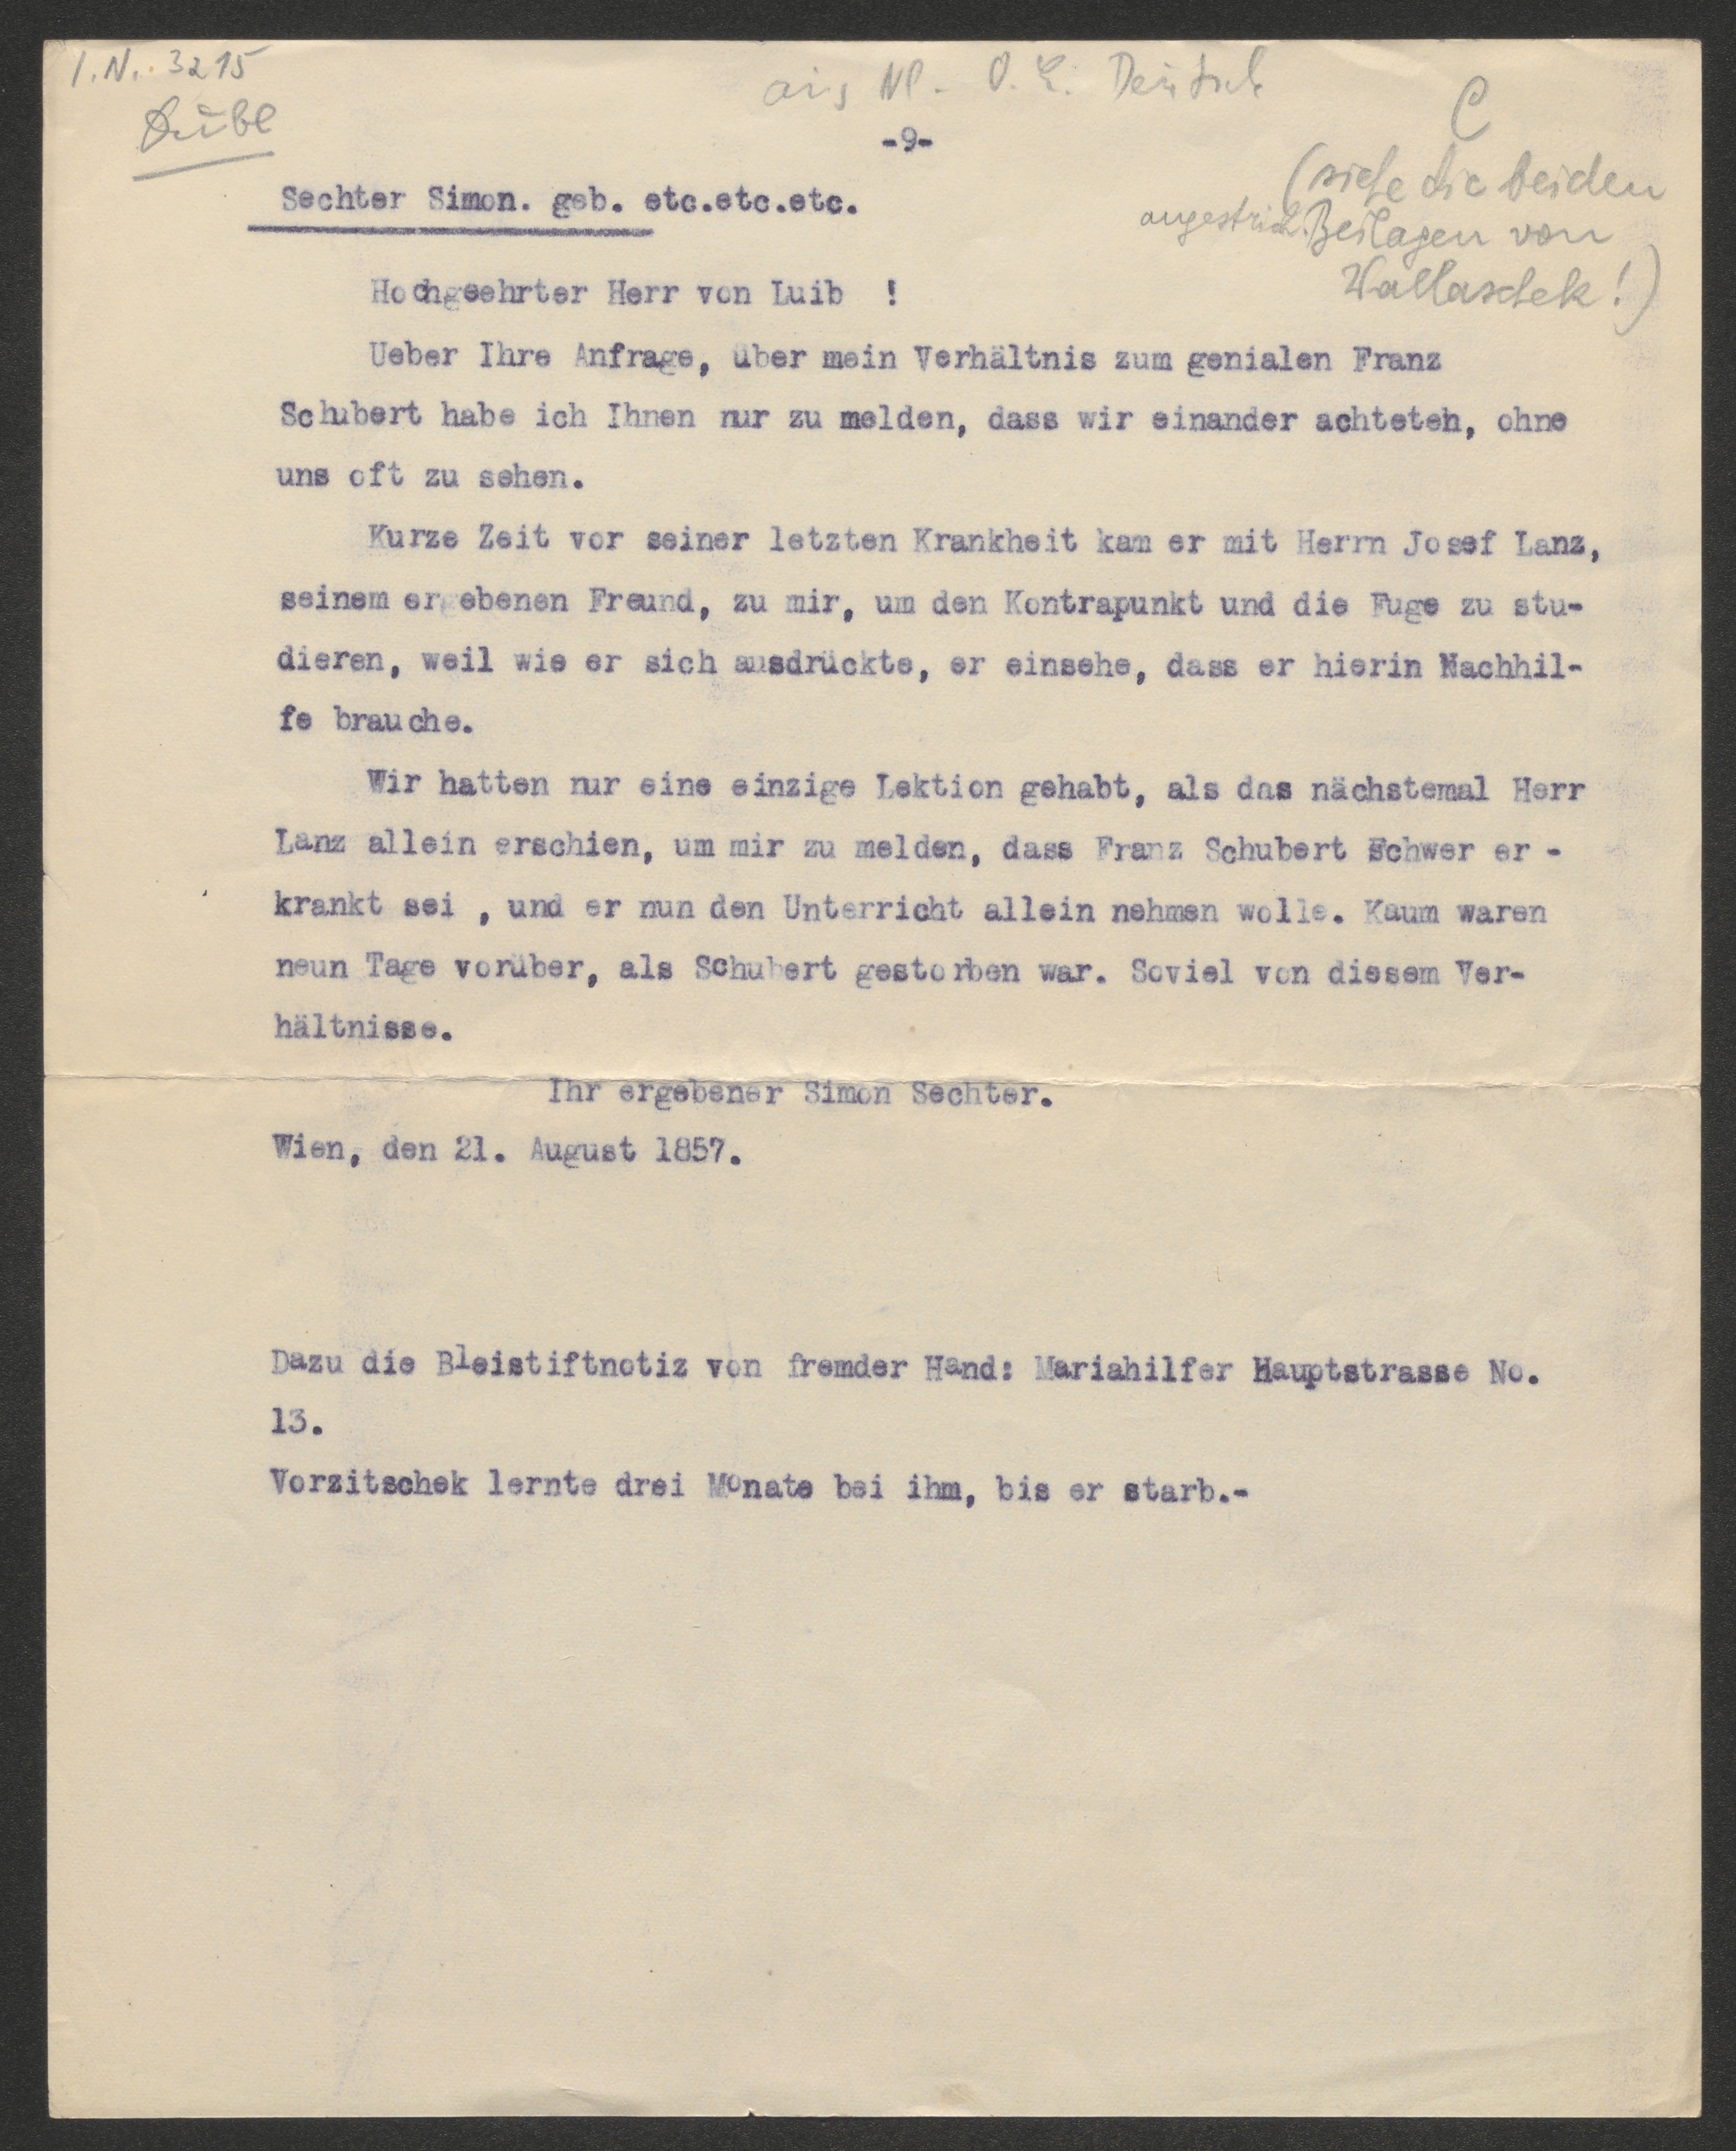 I.N. 3215
aus Nl. O. E. Deutsch
C
-9-
(siehe die beiden
angestrich. Beilagen von
Wallaschek!)
Sechter Simon. geb. etc.etc.etc.
Hochgeehrter Herr von Luib !
Ueber Ihre Anfrage, über mein Verhältnis zum genialen Franz
Schubert habe ich Ihnen nur zu melden, dass wir einander achteten, ohne
uns oft zu sehen.
Kurze Zeit vor seiner letzten Krankheit kam er mit Herrn Josef Lanz,
seinem ergebenen Freund, zu mir, um den Kontrapunkt und die Fuge zu stu-
dieren, weil wie er sich ausdrückte, er einsehe, dass er hierin Nachhil-
fe brauche.
Wir hatten nur eine einzige Lektion gehabt, als das nächstemal Herr
Lanz allein erschien, um mir zu melden, dass Franz Schubert schwer er -
krankt sei , und er nun den Unterricht allein nehmen wolle. Kaum waren
neun Tage vorüber, als Schubert gestorben war. Soviel von diesem Ver-
hältnisse.
Ihr ergebener Simon Sechter.
Wien, den 21. August 1857.
Dazu die Bleistiftnotiz von fremder Hand: Mariahilfer Hauptstrasse No.
13.
Vorzitschek lernte drei Monate bei ihm, bis er starb.-